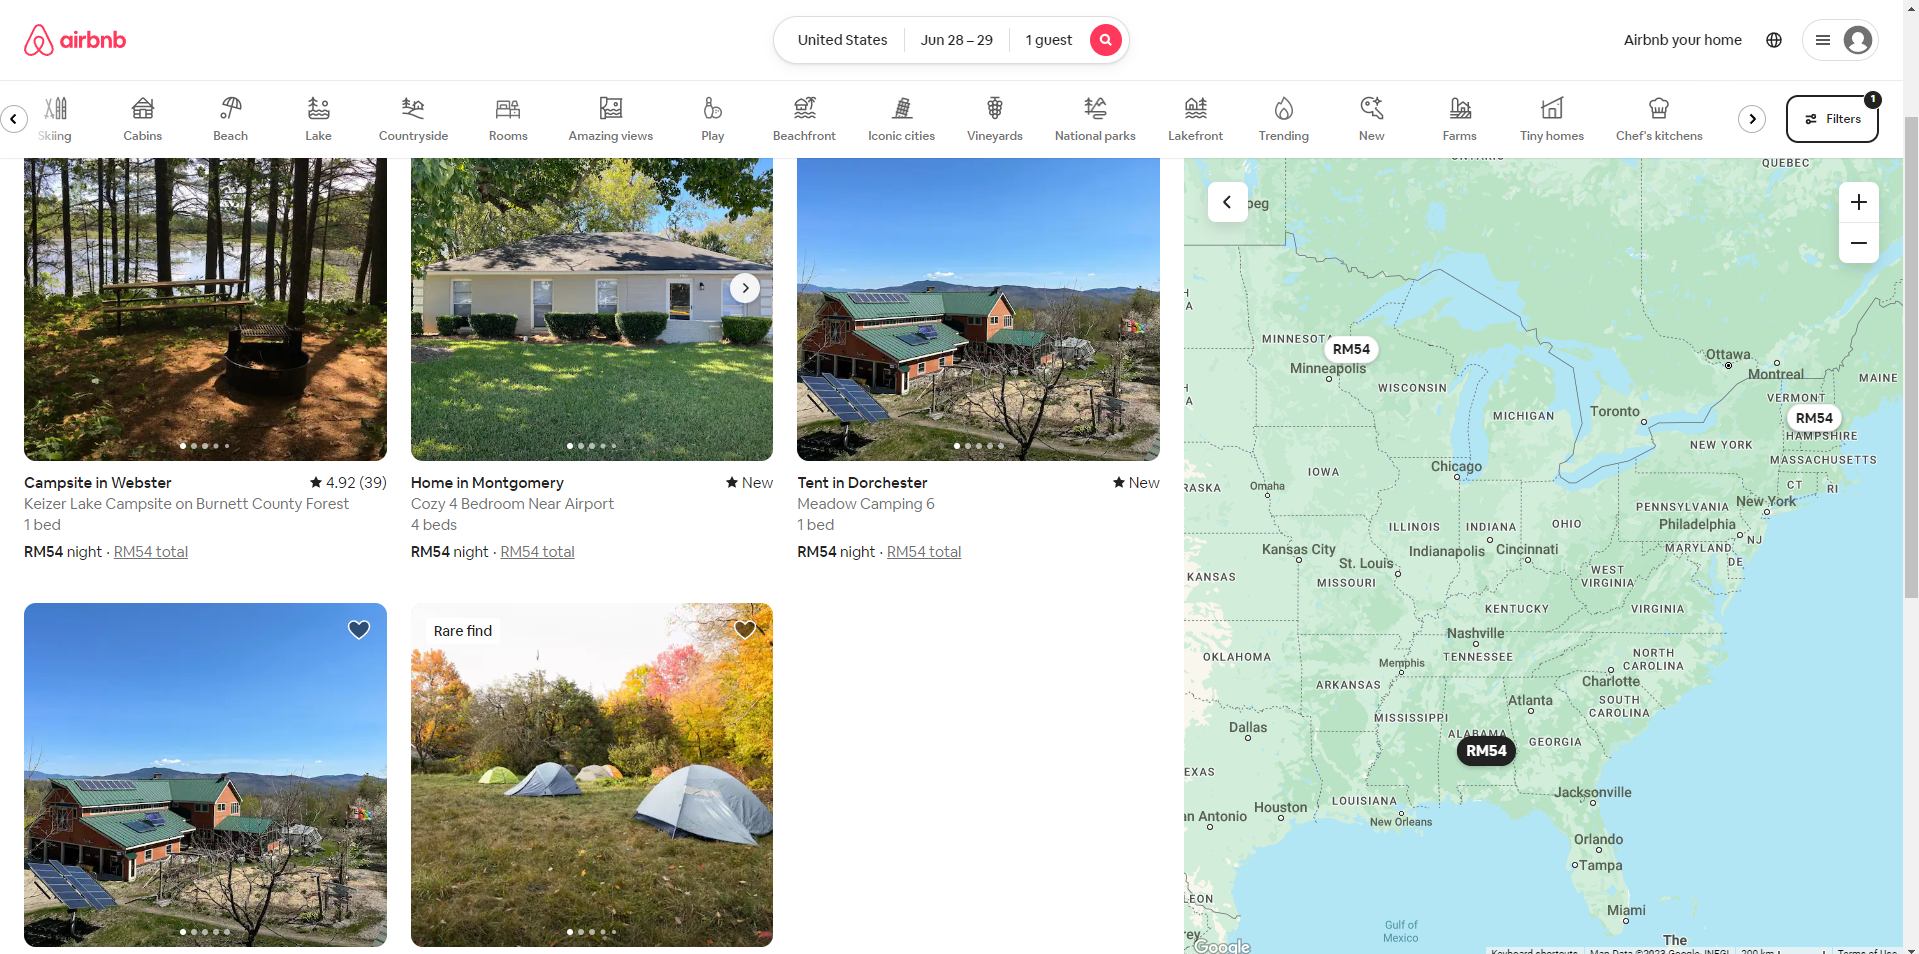 airbnb
United States
Jun 28 – 29
1 guest
Airbnb your home
Skiing
Cabins
Beach
Lake
Countryside
Rooms
Amazing views
Play
Beachfront
Iconic cities
Vineyards
National parks
Lakefront
Trending
New
Farms
Tiny homes
Chef's kitchens
1
Filters
Campsite in Webster
4.92 (39)
Keizer Lake Campsite on Burnett County Forest
1 bed
RM54 night · RM54 total
Home in Montgomery
New
Cozy 4 Bedroom Near Airport
4 beds
RM54 night · RM54 total
Tent in Dorchester
New
Meadow Camping 6
1 bed
RM54 night · RM54 total
Rare find
ONTARIO
QUEBEC
peg
MINNESOTA
RM54
Minneapolis
WISCONSIN
MICHIGAN
Ottawa
Montreal
MAINE
VERMONT
RM54
HAMPSHIRE
Toronto
NEW YORK
MASSACHUSETTS
CT
RI
Chicago
IOWA
Omaha
RASKA
PENNSYLVANIA
New York
Philadelphia
ILLINOIS
INDIANA
OHIO
NJ
MARYLAND
DE
Kansas City
Indianapolis
Cincinnati
St. Louis
KANSAS
MISSOURI
WEST
VIRGINIA
KENTUCKY
VIRGINIA
Nashville
TENNESSEE
OKLAHOMA
Memphis
NORTH
CAROLINA
Charlotte
ARKANSAS
SOUTH
CAROLINA
Atlanta
MISSISSIPPI
Dallas
ALABAMA
RM54
GEORGIA
EXAS
Jacksonville
LOUISIANA
Houston
an Antonio
New Orleans
Orlando
Tampa
LEON
Miami
Gulf of
Mexico
rey
Google
The
Keyboard shortcuts
Map Data ©2023 Google, INEGI
200 km
Terms of Use